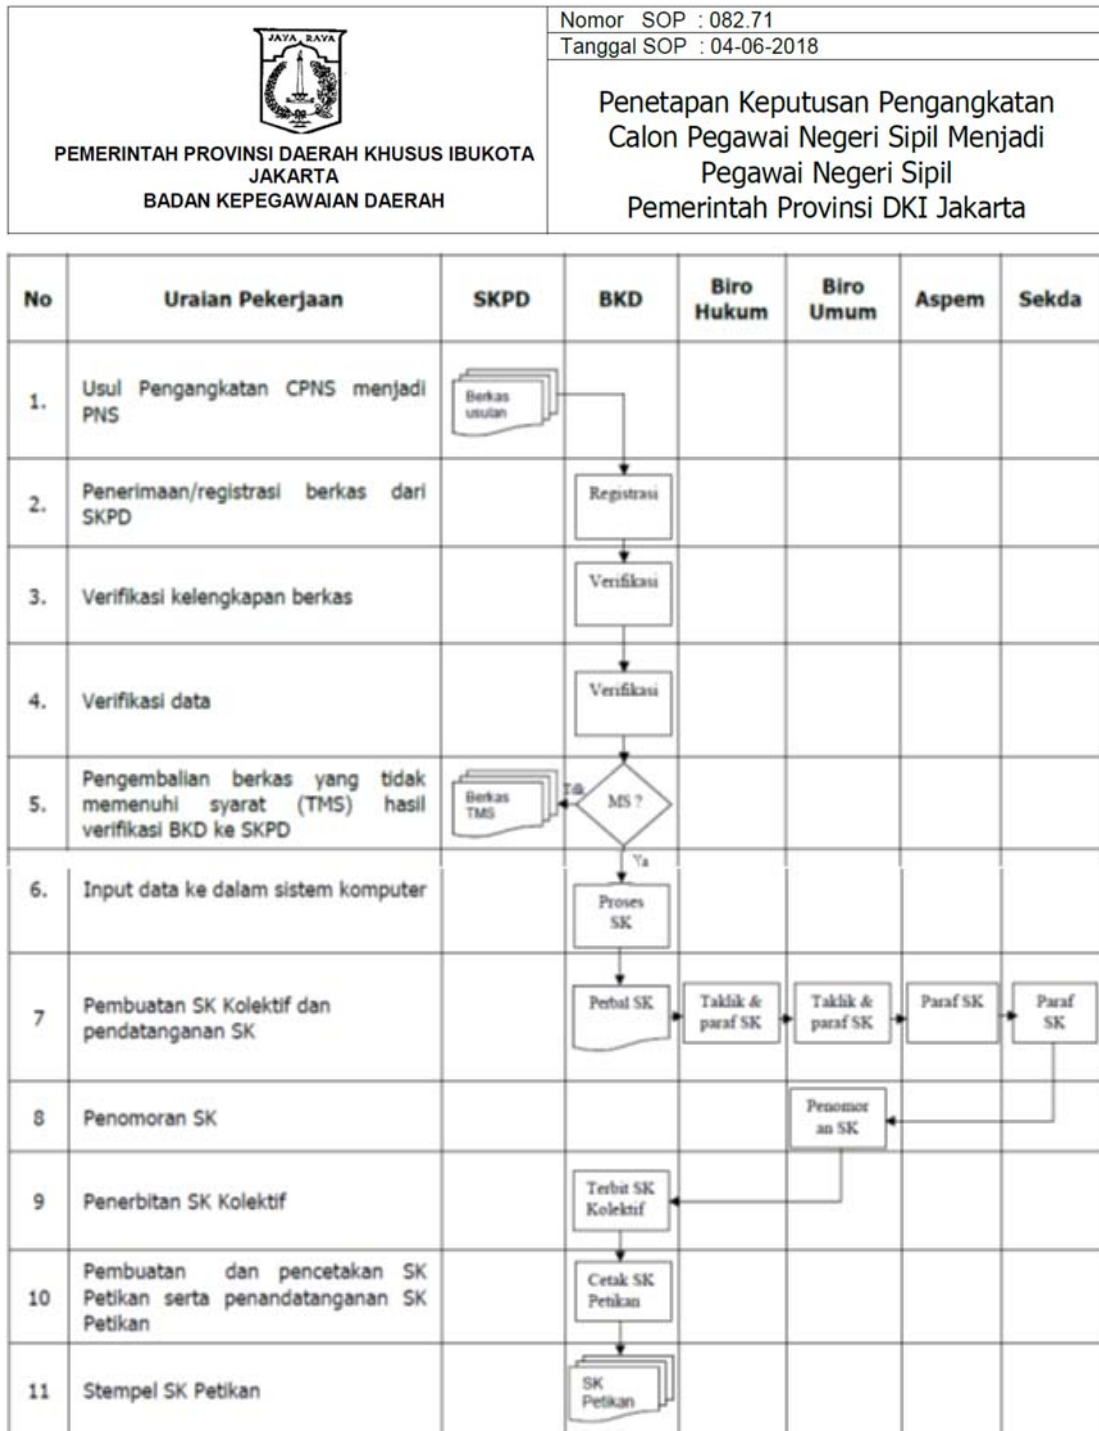 JAYA RAYA
PEMERINTAH PROVINSI DAERAH KHUSUS IBUKOTA
JAKARTA
BADAN KEPEGAWAIAN DAERAH
Nomor SOP : 082.71
Tanggal SOP : 04-06-2018
Penetapan Keputusan Pengangkatan
Calon Pegawai Negeri Sipil Menjadi
Pegawai Negeri Sipil
Pemerintah Provinsi DKI Jakarta
No Uraian Pekerjaan SKPD BKD Biro Hukum Biro Umum Aspem Sekda
1. Usul Pengangkatan CPNS menjadi
PNS
Berkas
usulan
2. Penerimaan/registrasi berkas dari
SKPD
Registrasi
3. Verifikasi kelengkapan berkas
Verifikasi
4. Verifikasi data
Verifikasi
5. Pengembalian berkas yang tidak
memenuhi syarat (TMS) hasil
verifikasi BKD ke SKPD
Berkas
TMS
Tdk
MS ?
Ya
6. Input data ke dalam sistem komputer
Proses
SK
7 Pembuatan SK Kolektif dan
pendatanganan SK
Perbal SK
Taklik &
paraf SK
Taklik &
paraf SK
Paraf SK
Paraf
SK
8 Penomoran SK
Penomor
an SK
9 Penerbitan SK Kolektif
Terbit SK
Kolektif
10 Pembuatan dan pencetakan SK
Petikan serta penandatanganan SK
Petikan
Cetak SK
Petikan
11 Stempel SK Petikan
SK
Petikan